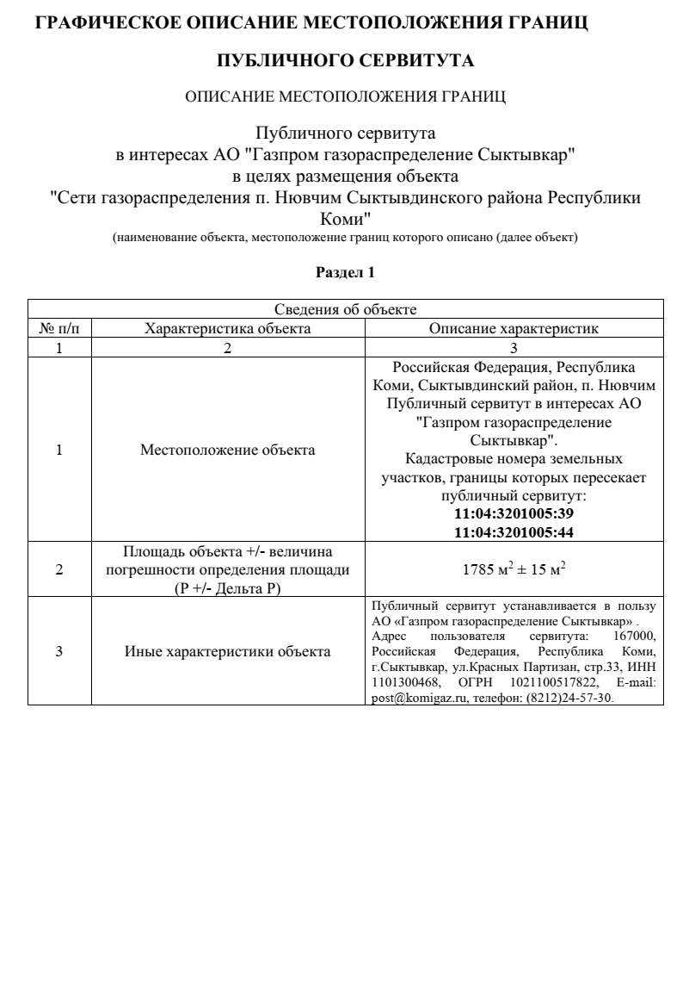 ГРАФИЧЕСКОЕ ОПИСАНИЕ МЕСТОПОЛОЖЕНИЯ ГРАНИЦ
ПУБЛИЧНОГО СЕРВИТУТА
ОПИСАНИЕ МЕСТОПОЛОЖЕНИЯ ГРАНИЦ
Публичного сервитута
в интересах АО "Газпром газораспределение Сыктывкар"
в целях размещения объекта
"Сети газораспределения п. Нювчим Сыктывдинского района Республики
Коми"
(наименование объекта, местоположение границ которого описано (далее объект)
Раздел 1
Сведения об объекте
№ п/п Характеристика объекта Описание характеристик
1 2 3
1 Местоположение объекта
Российская Федерация, Республика
Коми, Сыктывдинский район, п. Нювчим
Публичный сервитут в интересах АО
"Газпром газораспределение
Сыктывкар".
Кадастровые номера земельных
участков, границы которых пересекает
публичный сервитут:
11:04:3201005:39
11:04:3201005:44
2
Площадь объекта +/- величина
погрешности определения площади
(Р +/- Дельта Р)
1785 м² ± 15 м²
3 Иные характеристики объекта
Публичный сервитут устанавливается в пользу
АО «Газпром газораспределение Сыктывкар» .
Адрес пользователя сервитута: 167000,
Российская Федерация, Республика Коми,
г.Сыктывкар, ул.Красных Партизан, стр.33, ИНН
1101300468, ОГРН 1021100517822, E-mail:
post@komigaz.ru, телефон: (8212)24-57-30.